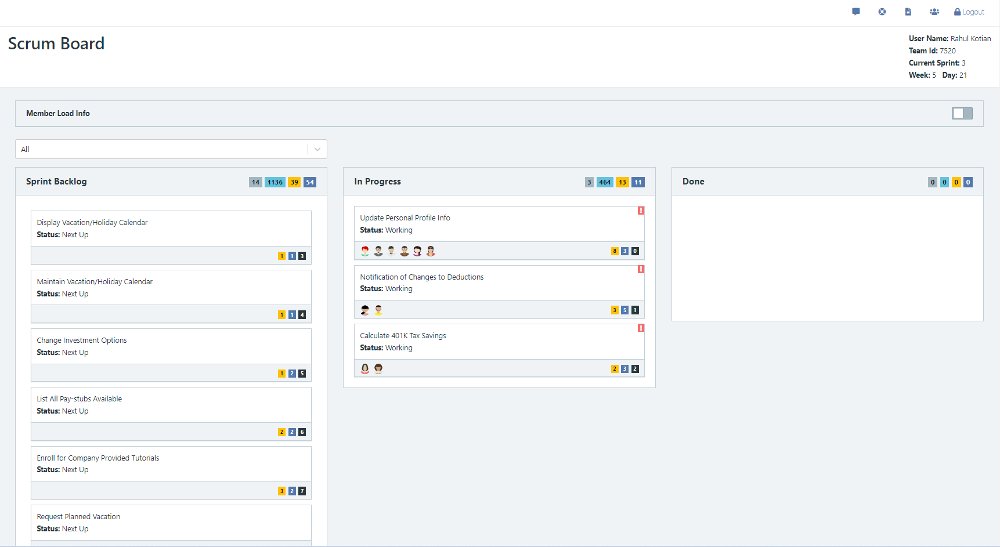 Logout
Scrum Board
User Name: Rahul Kotian
Team Id: 7520
Current Sprint: 3
Week: 5 Day: 21
Member Load Info
All
Sprint Backlog 14 1136 39 54
Display Vacation/Holiday Calendar
Status: Next Up
1 1 3
Maintain Vacation/Holiday Calendar
Status: Next Up
1 1 4
Change Investment Options
Status: Next Up
1 2 5
List All Pay-stubs Available
Status: Next Up
2 2 6
Enroll for Company Provided Tutorials
Status: Next Up
3 2 7
Request Planned Vacation
Status: Next Up
In Progress 3 464 13 11
!
Update Personal Profile Info
Status: Working
8 3 0
!
Notification of Changes to Deductions
Status: Working
3 5 1
!
Calculate 401K Tax Savings
Status: Working
2 3 2
Done 0 0 0 0